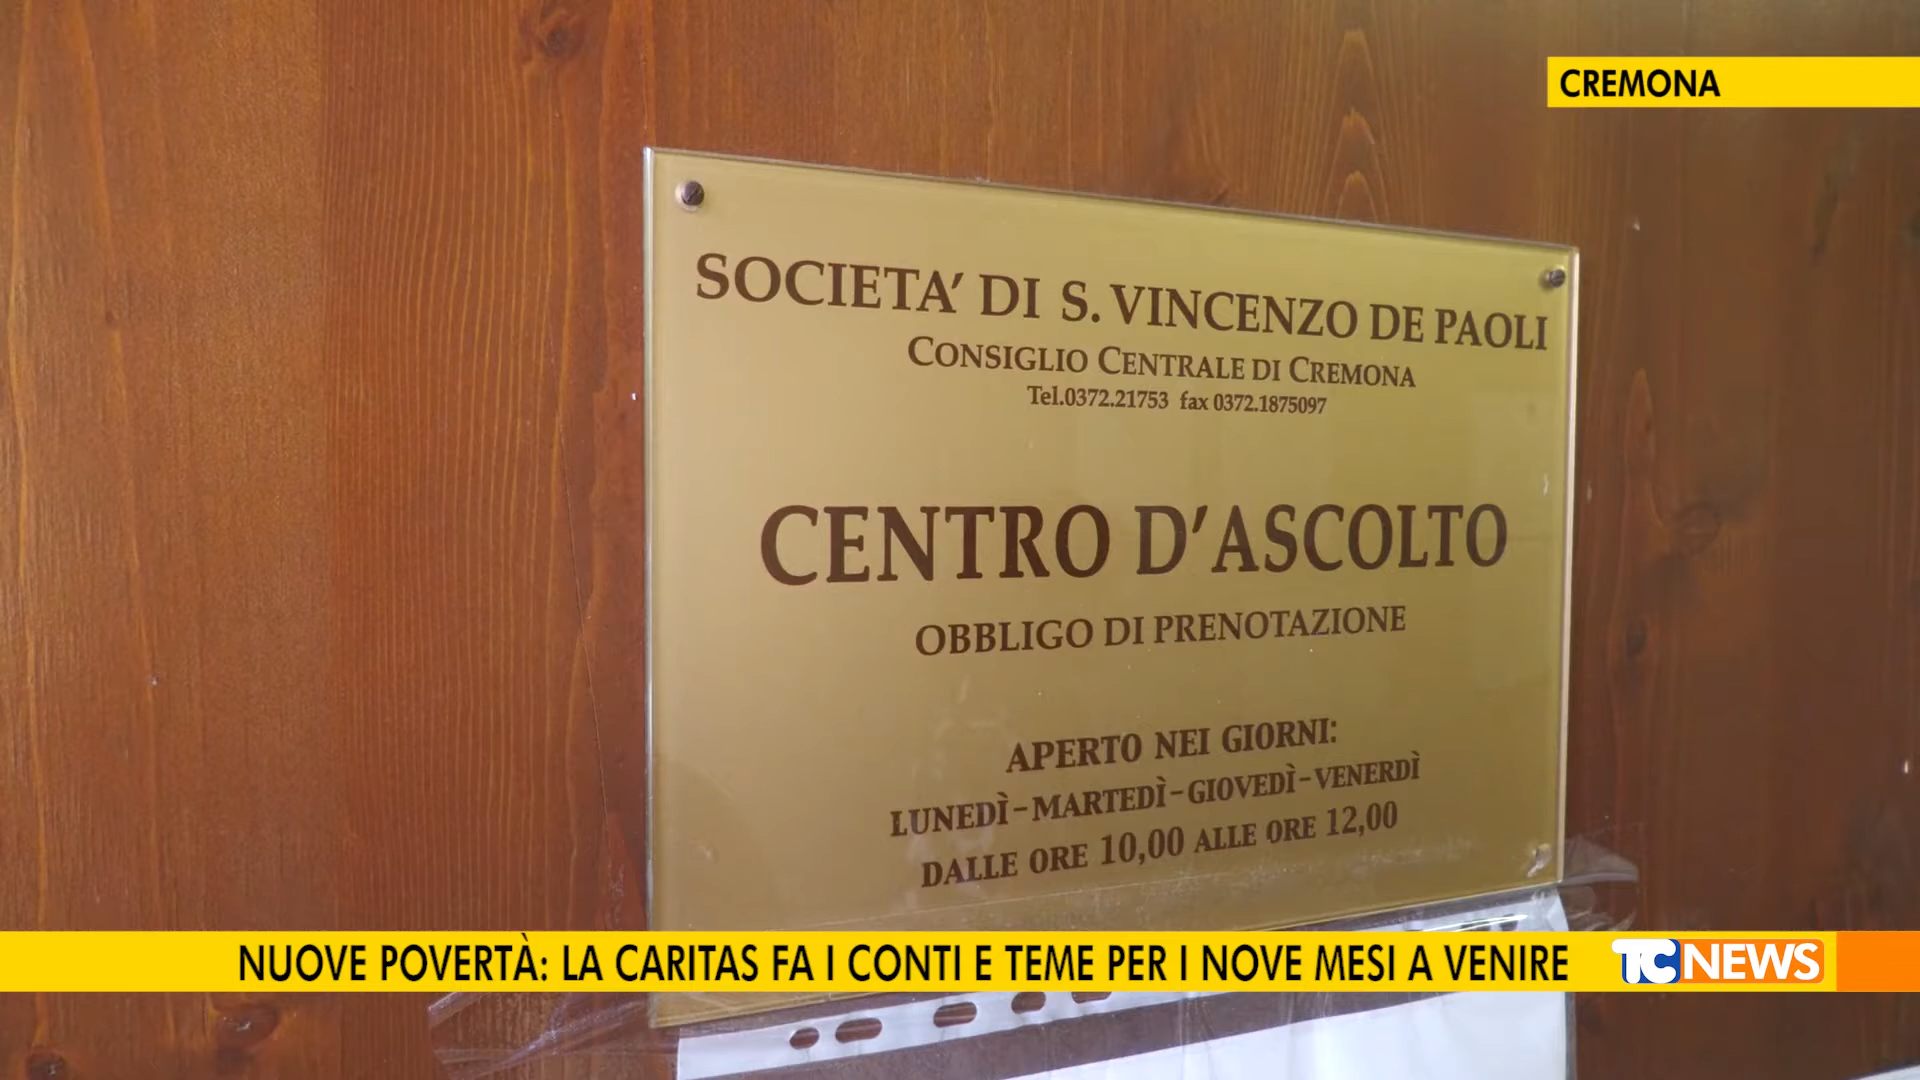 CREMONA
SOCIETA' DI S. VINCENZO DE PAOLI
CONSIGLIO CENTRALE DI CREMONA
Tel.0372.21753 fax 0372.1875097
CENTRO D'ASCOLTO
OBBLIGO DI PRENOTAZIONE
APERTO NEI GIORNI:
LUNEDÌ-MARTEDÌ-GIOVEDÌ-VENERDÌ
DALLE ORE 10,00 ALLE ORE 12,00
NUOVE POVERTÀ: LA CARITAS FA I CONTI E TEME PER I NOVE MESI A VENIRE
TC NEWS